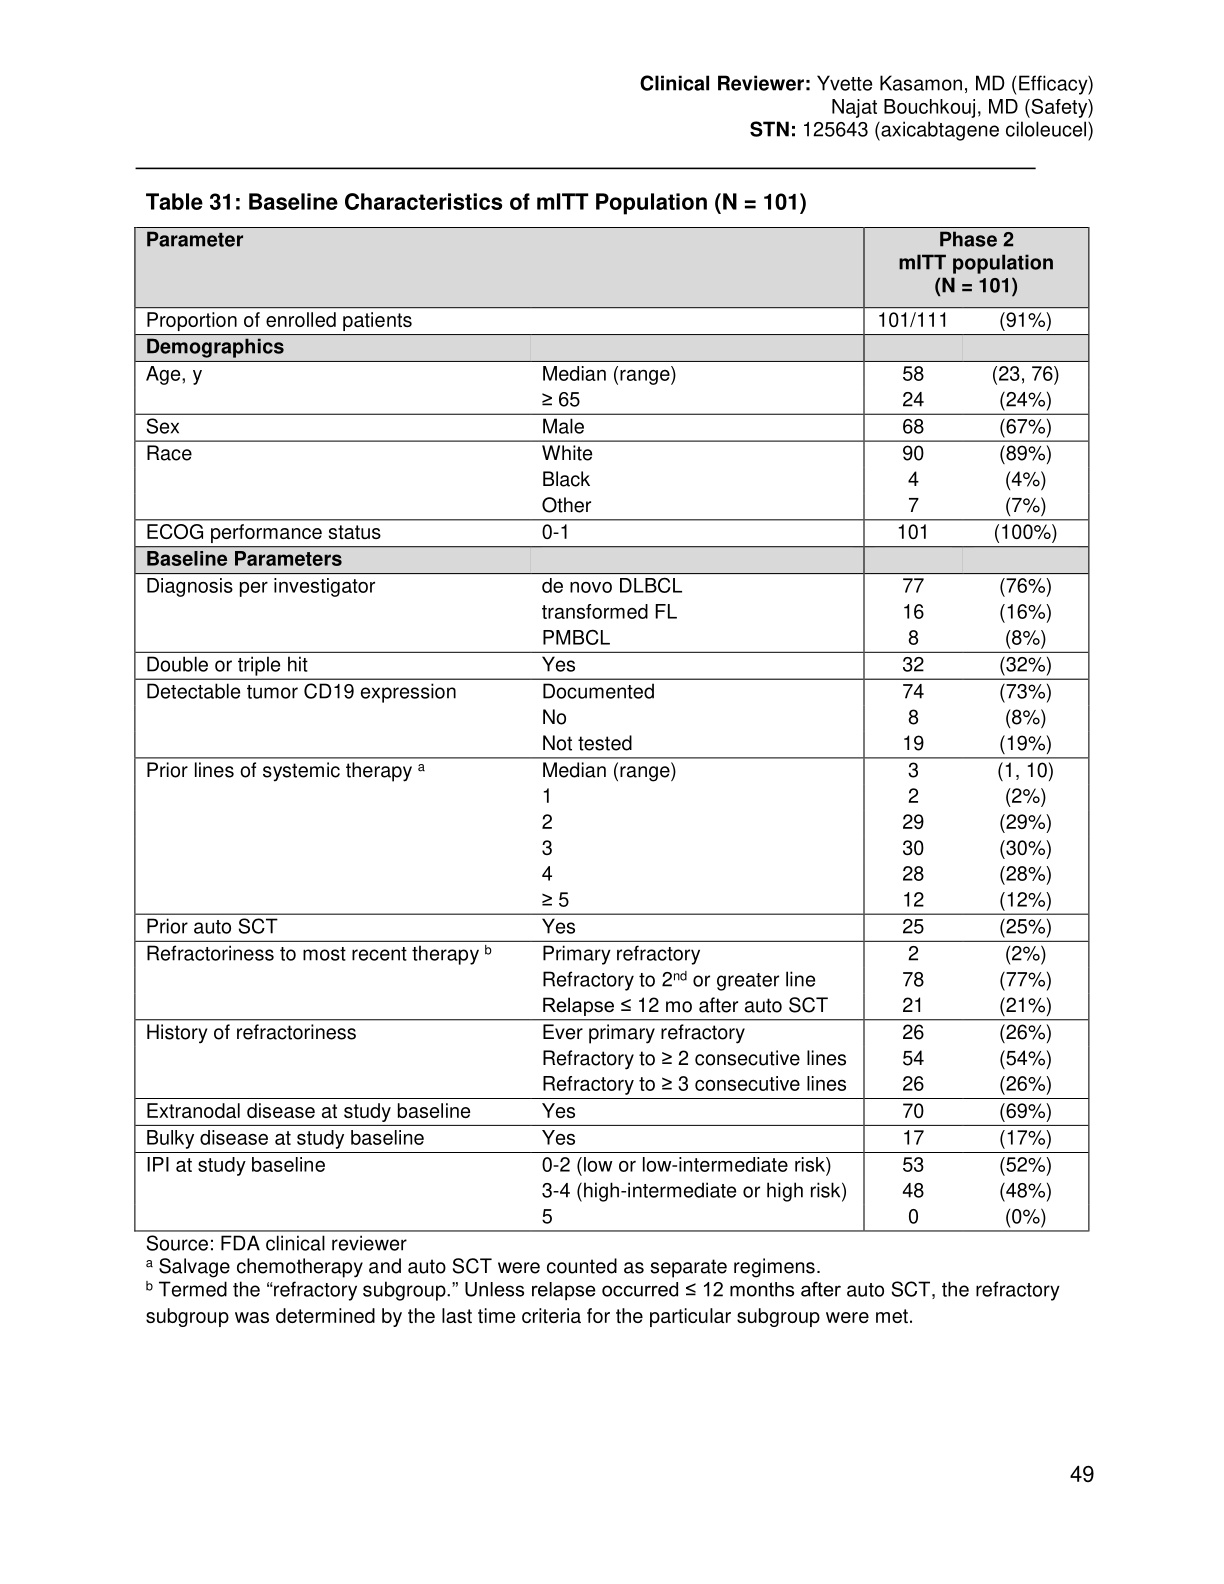 Clinical Reviewer: Yvette Kasamon, MD (Efficacy)
Najat Bouchkouj, MD (Safety)
STN: 125643 (axicabtagene ciloleucel)
Table 31: Baseline Characteristics of mITT Population (N = 101)
Parameter Phase 2
mITT population
(N = 101)
Proportion of enrolled patients 101/111 (91%)
Demographics
Age, y Median (range) 58 (23, 76)
≥ 65 24 (24%)
Sex Male 68 (67%)
Race White 90 (89%)
Black 4 (4%)
Other 7 (7%)
ECOG performance status 0-1 101 (100%)
Baseline Parameters
Diagnosis per investigator de novo DLBCL 77 (76%)
transformed FL 16 (16%)
PMBCL 8 (8%)
Double or triple hit Yes 32 (32%)
Detectable tumor CD19 expression Documented 74 (73%)
No 8 (8%)
Not tested 19 (19%)
Prior lines of systemic therapy a Median (range) 3 (1, 10)
1 2 (2%)
2 29 (29%)
3 30 (30%)
4 28 (28%)
≥ 5 12 (12%)
Prior auto SCT Yes 25 (25%)
Refractoriness to most recent therapy b Primary refractory 2 (2%)
Refractory to 2nd or greater line 78 (77%)
Relapse ≤ 12 mo after auto SCT 21 (21%)
History of refractoriness Ever primary refractory 26 (26%)
Refractory to ≥ 2 consecutive lines 54 (54%)
Refractory to ≥ 3 consecutive lines 26 (26%)
Extranodal disease at study baseline Yes 70 (69%)
Bulky disease at study baseline Yes 17 (17%)
IPI at study baseline 0-2 (low or low-intermediate risk) 53 (52%)
3-4 (high-intermediate or high risk) 48 (48%)
5 0 (0%)
Source: FDA clinical reviewer
a Salvage chemotherapy and auto SCT were counted as separate regimens.
b Termed the “refractory subgroup.” Unless relapse occurred ≤ 12 months after auto SCT, the refractory
subgroup was determined by the last time criteria for the particular subgroup were met.
49